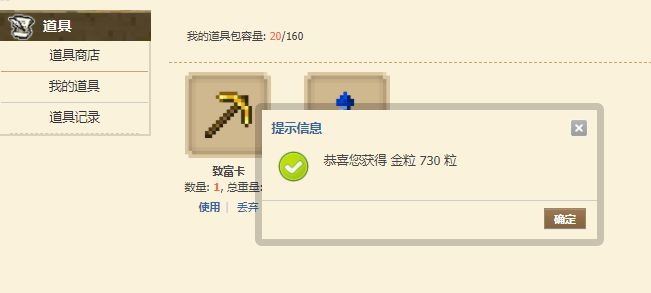 道具
道具商店
我的道具
道具记录
我的道具包容量: 20/160
提示信息
恭喜您获得 金粒 730 粒
确定
致富卡
数量: 1, 总重量:
使用 | 丢弃